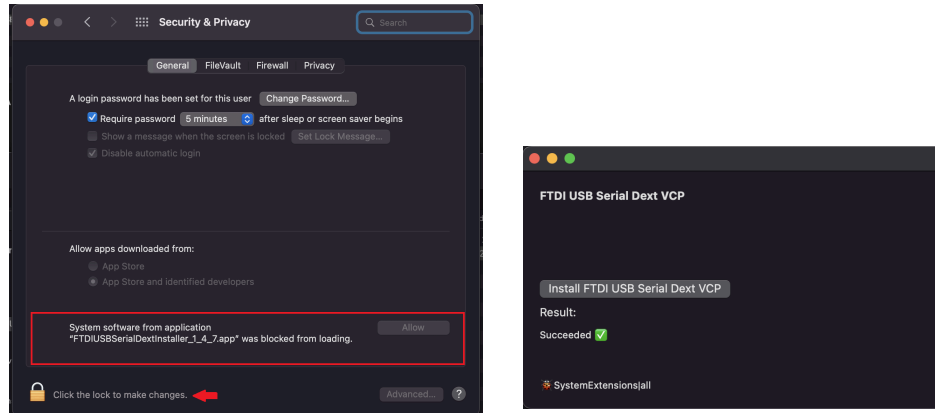 Security & Privacy
Search
General FileVault Firewall Privacy
A login password has been set for this user Change Password...
Require password 5 minutes after sleep or screen saver begins
Show a message when the screen is locked Set Lock Message...
Disable automatic login
Allow apps downloaded from:
App Store
App Store and identified developers
System software from application Allow
"FTDIUSBSerialDextInstaller_1_4_7.app" was blocked from loading.
Click the lock to make changes. Advanced... ?
FTDI USB Serial Dext VCP
Install FTDI USB Serial Dext VCP
Result:
Succeeded ✅
SystemExtensions|all